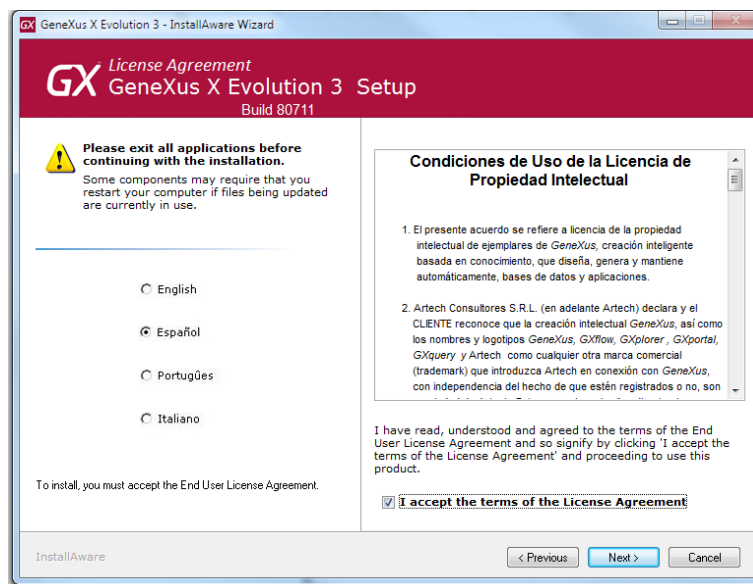 GX GeneXus X Evolution 3 - InstallAware Wizard
GX
License Agreement
GeneXus X Evolution 3 Setup
Build 80711
Please exit all applications before
continuing with the installation.
Some components may require that you
restart your computer if files being updated
are currently in use.
English
Español
Portugûes
Italiano
To install, you must accept the End User License Agreement.
Condiciones de Uso de la Licencia de
Propiedad Intelectual
1. El presente acuerdo se refiere a licencia de la propiedad
intelectual de ejemplares de GeneXus, creación inteligente
basada en conocimiento, que diseña, genera y mantiene
automáticamente, bases de datos y aplicaciones.
2. Artech Consultores S.R.L. (en adelante Artech) declara y el
CLIENTE reconoce que la creación intelectual GeneXus, así como
los nombres y logotipos GeneXus, GXflow, GXplorer , GXportal,
GXquery y Artech como cualquier otra marca comercial
(trademark) que introduzca Artech en conexión con GeneXus,
con independencia del hecho de que estén registrados o no, son
I have read, understood and agreed to the terms of the End
User License Agreement and so signify by clicking 'I accept the
terms of the License Agreement' and proceeding to use this
product.
I accept the terms of the License Agreement
InstallAware
< Previous
Next >
Cancel